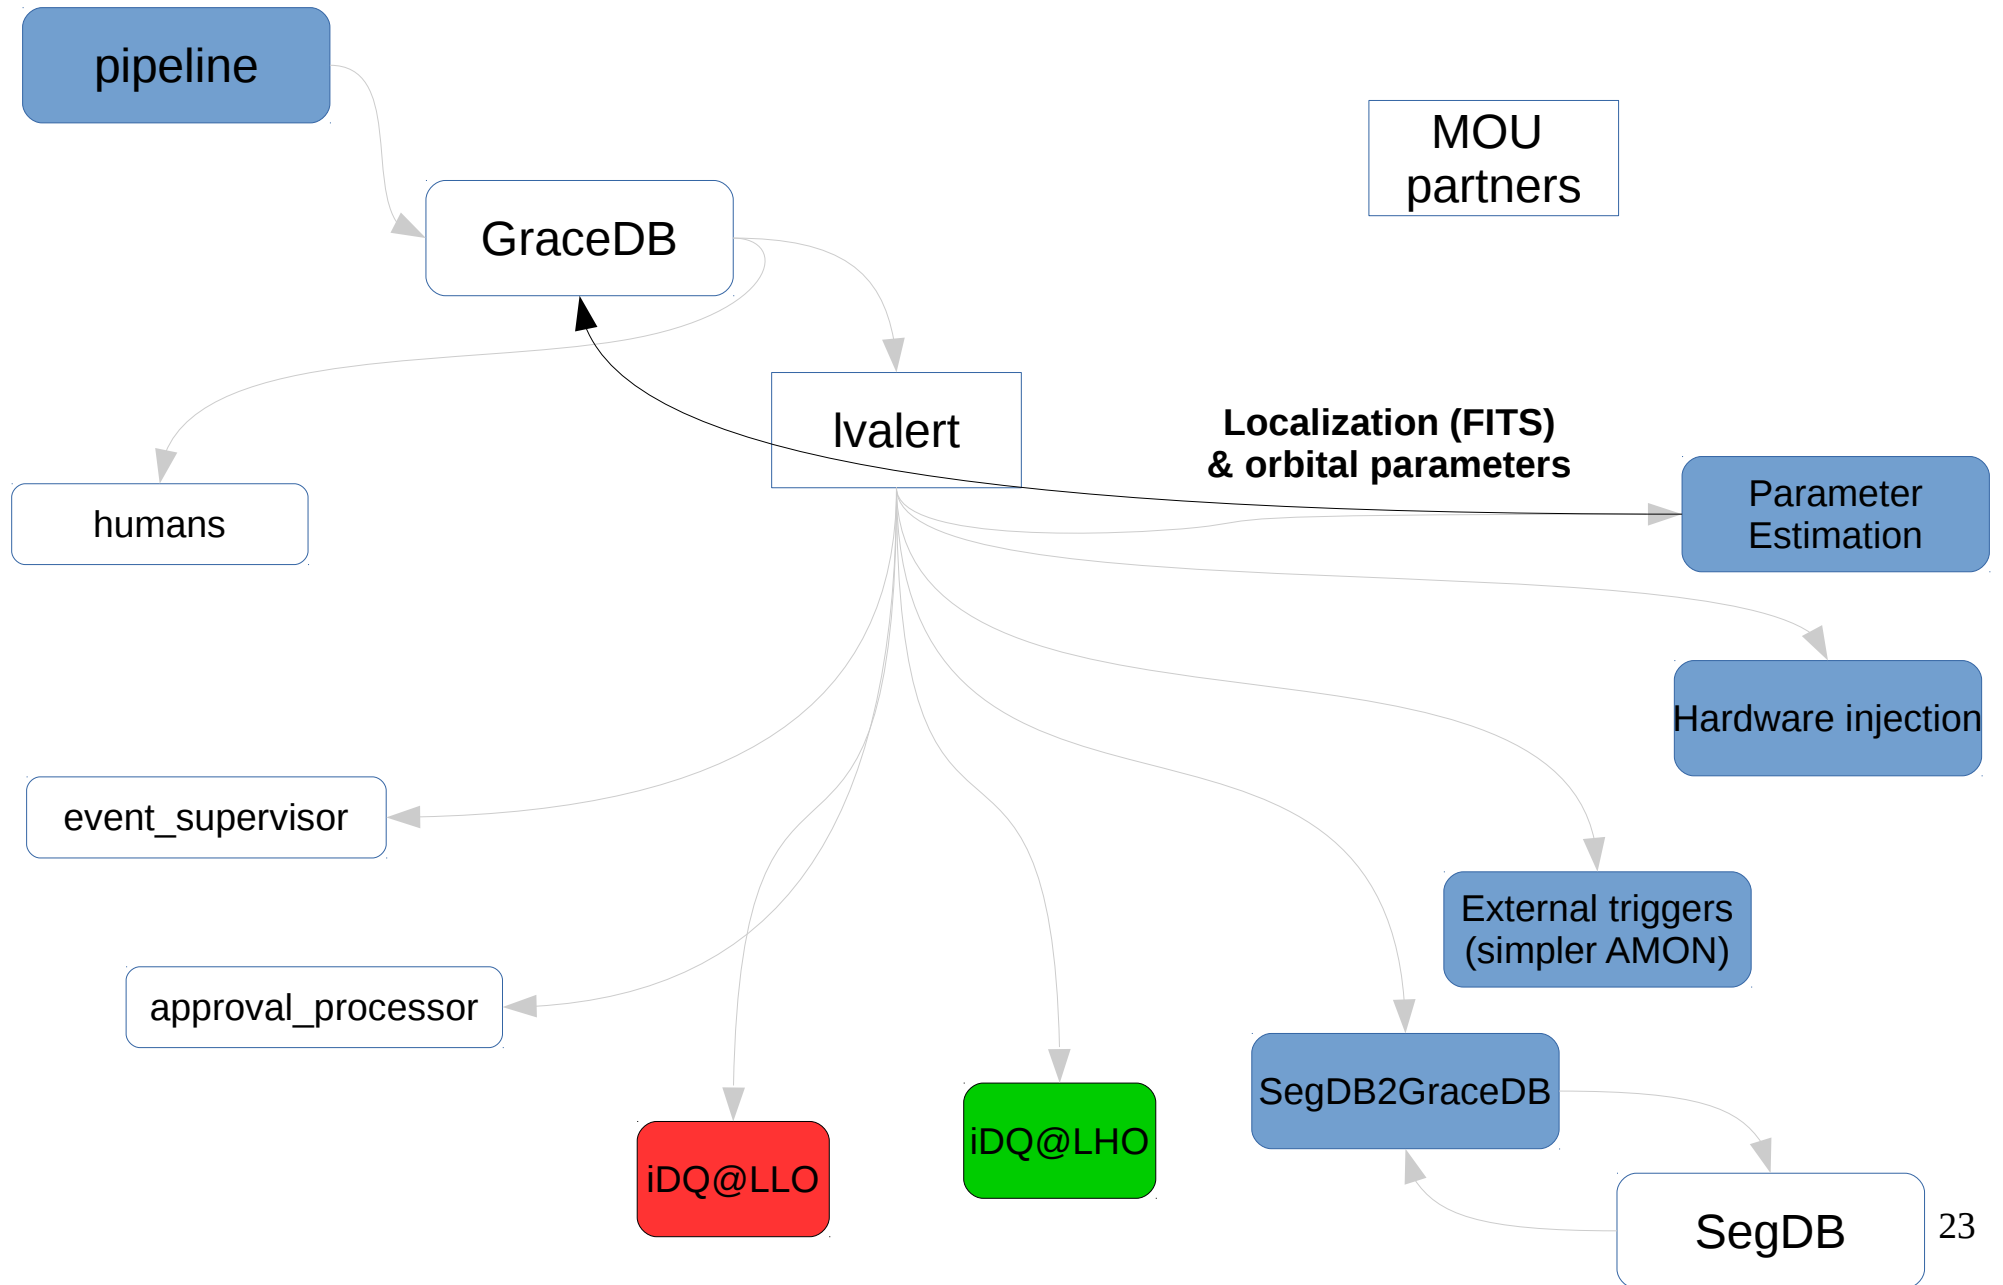 pipeline
MOU
partners
GraceDB
lvalert
Localization (FITS)
& orbital parameters
Parameter
Estimation
humans
Hardware injection
event_supervisor
External triggers
(simpler AMON)
approval_processor
SegDB2GraceDB
iDQ@LHO
iDQ@LLO
SegDB
23